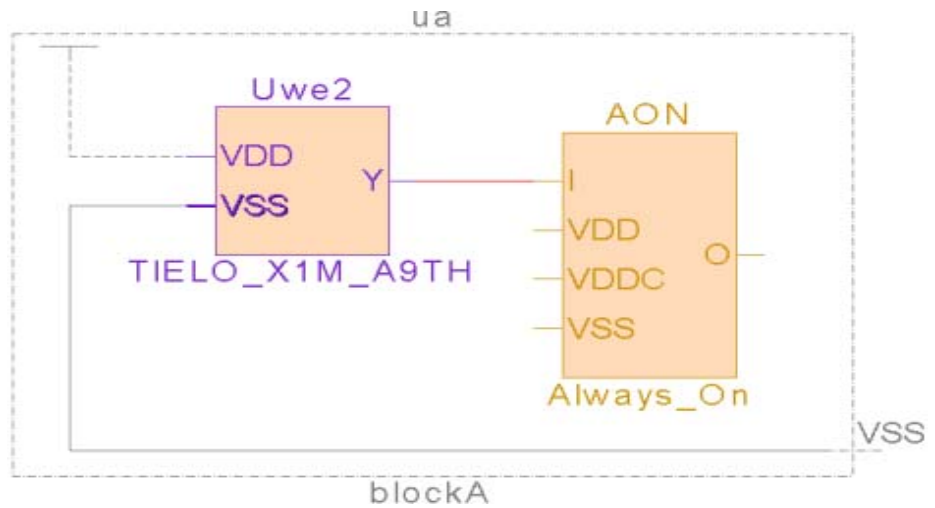 ua
Uwe2
VDD
VSS
Y
TIELO_X1M_A9TH
AON
I
VDD
VDDC
VSS
O
Always_On
VSS
blockA